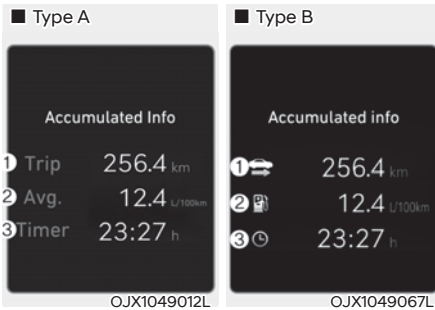 ■ Type A
Accumulated Info
1 Trip 256.4 km
2 Avg. 12.4 L/100km
3 Timer 23:27 h
OJX1049012L
■ Type B
Accumulated info
1 256.4 km
2 12.4 L/100km
3 23:27 h
OJX1049067L